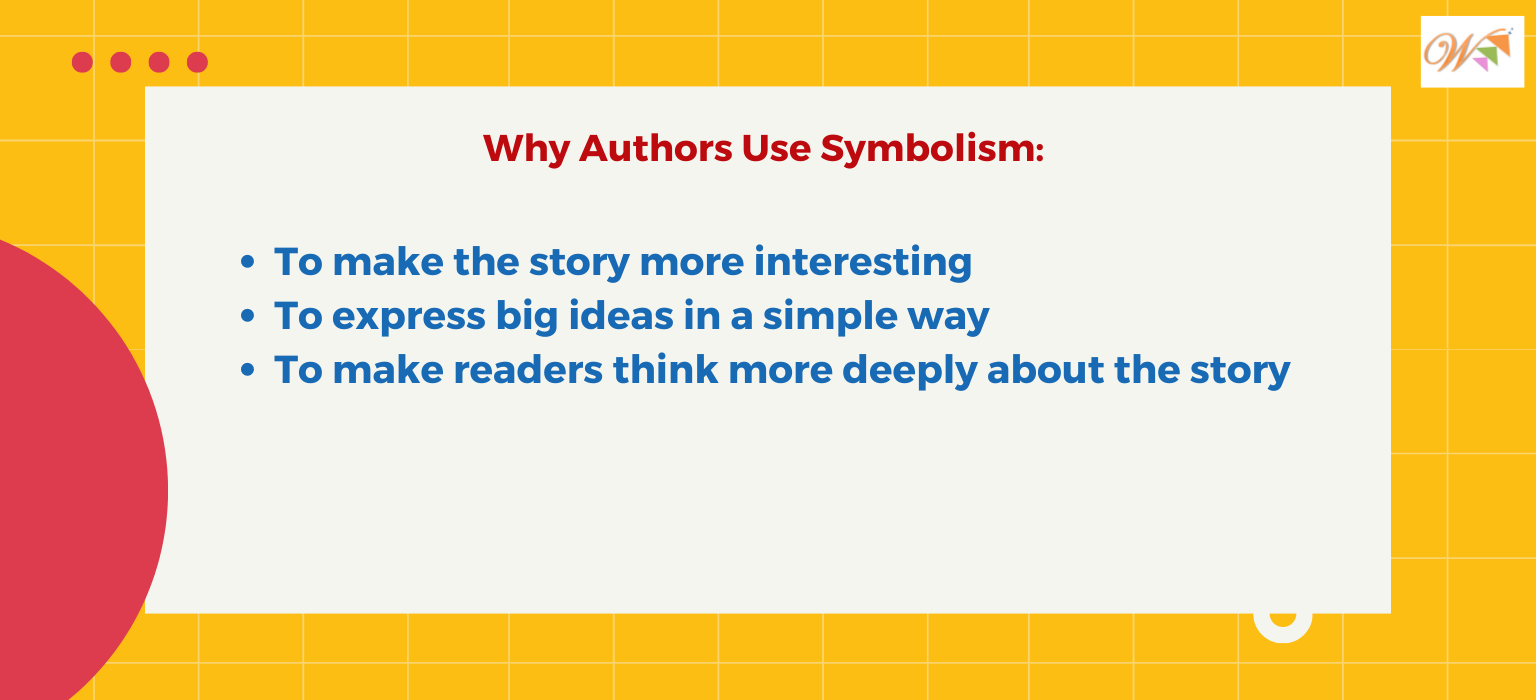 W
Why Authors Use Symbolism:
• To make the story more interesting
• To express big ideas in a simple way
• To make readers think more deeply about the story